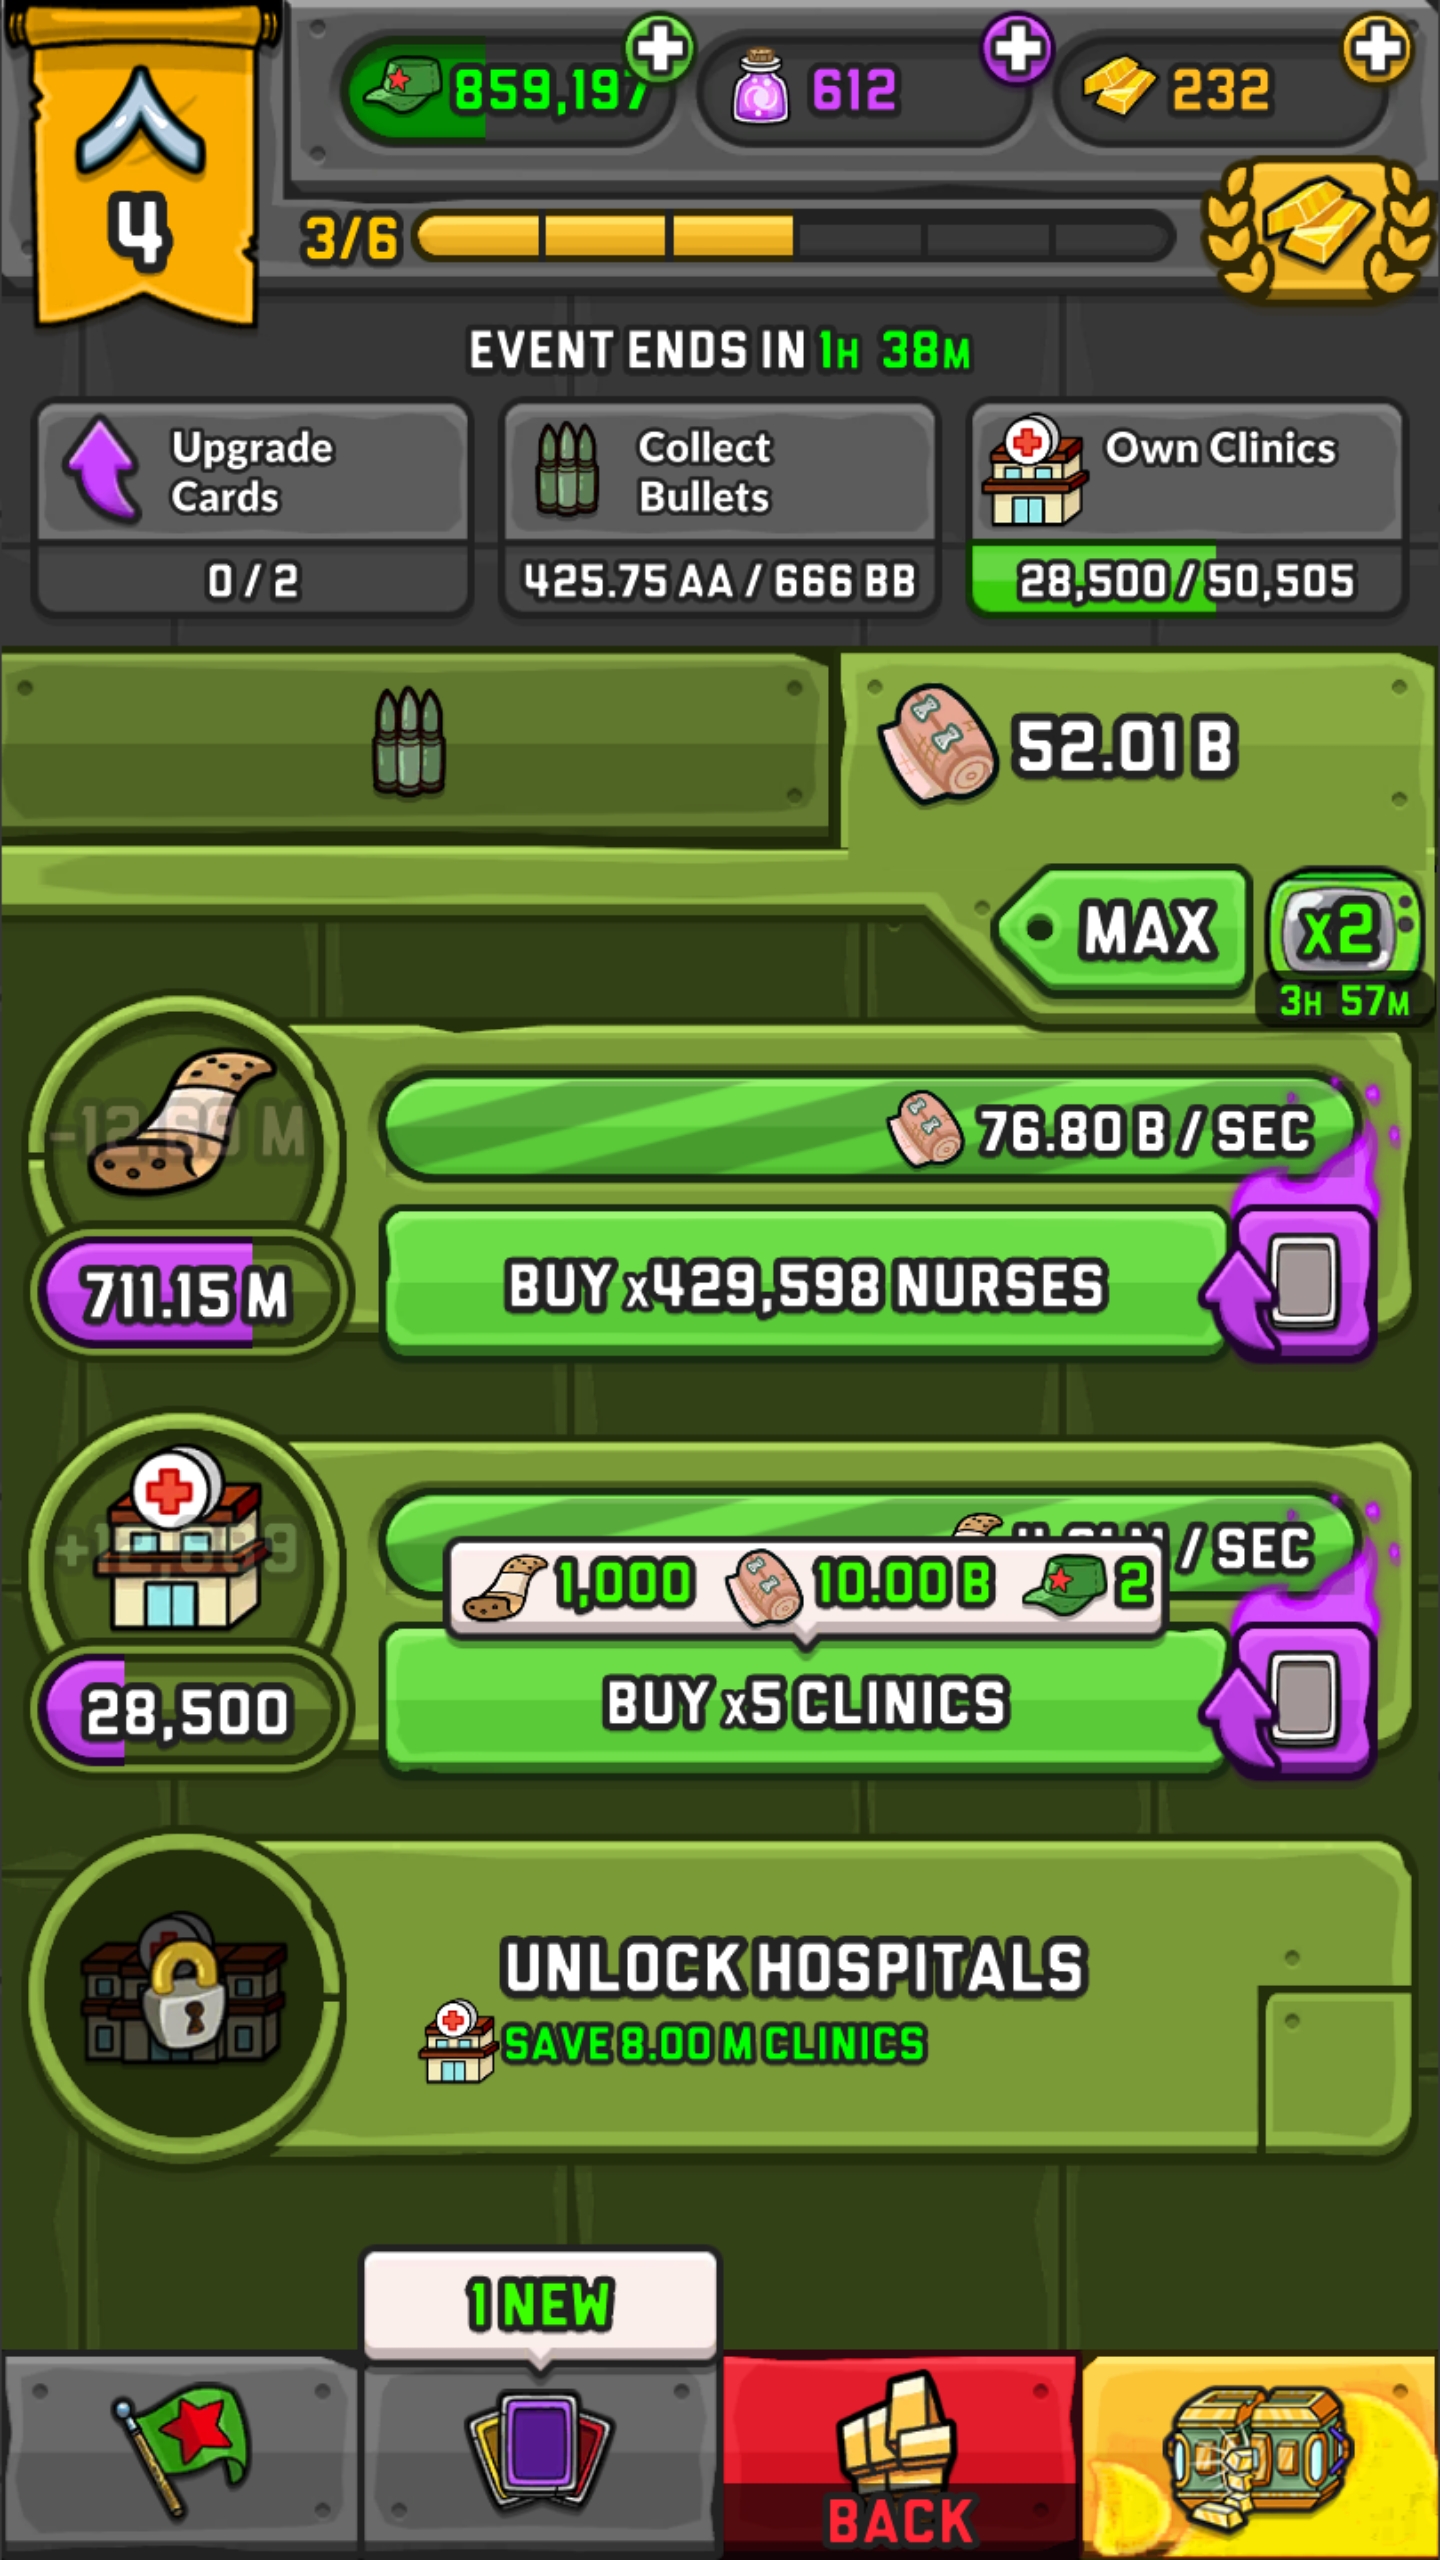 4
859,197
612
232
3/6
EVENT ENDS IN 1H 38M
Upgrade
Cards
0 / 2
Collect
Bullets
425.75 AA / 666 BB
Own Clinics
28,500 / 50,505
52.01 B
MAX
x2
3H 57M
76.80 B / SEC
BUY x429,598 NURSES
711.15 M
/ SEC
1,000
10.00 B
2
BUY x5 CLINICS
28,500
UNLOCK HOSPITALS
SAVE 8.00 M CLINICS
1 NEW
BACK